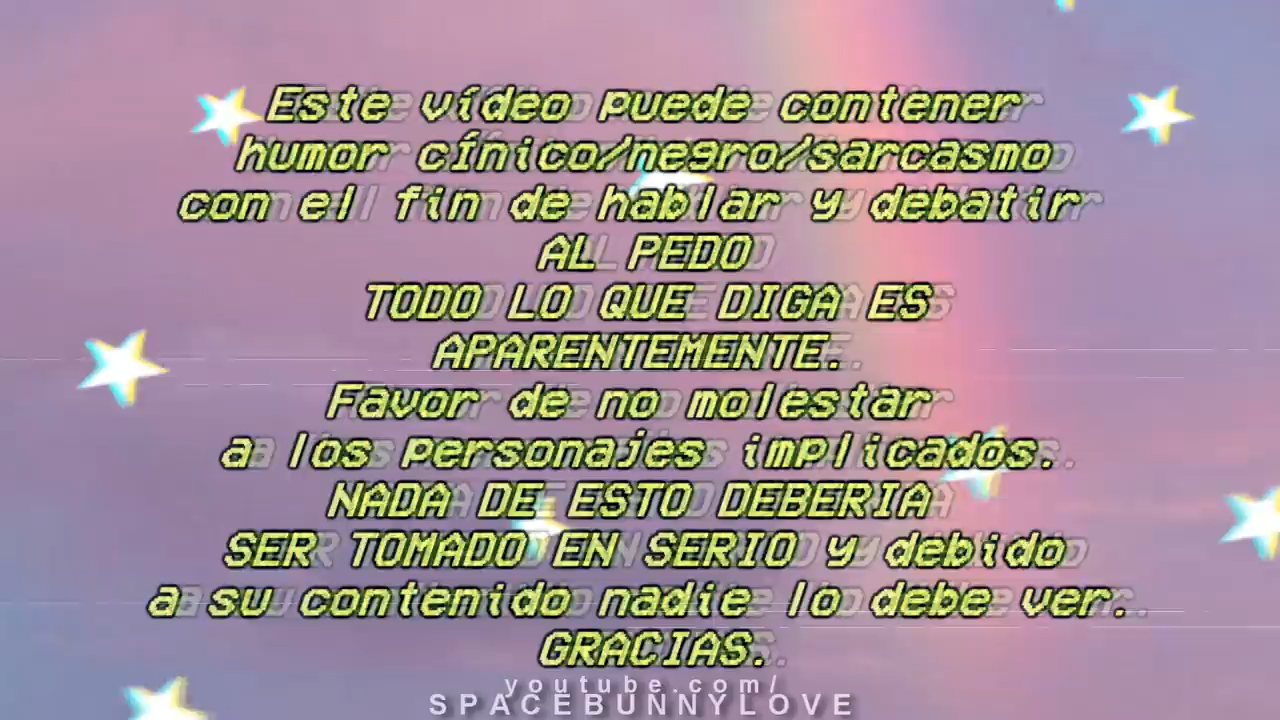 Este vídeo puede contener
humor cínico/negro/sarcasmo
con el fin de hablar y debatir
AL PEDO
TODO LO QUE DIGA ES
APARENTEMENTE.
Favor de no molestar
a los personajes implicados.
NADA DE ESTO DEBERIA
SER TOMADO EN SERIO y debido
a su contenido nadie lo debe ver.
GRACIAS.
youtube.com/
SPACEBUNNYLOVE